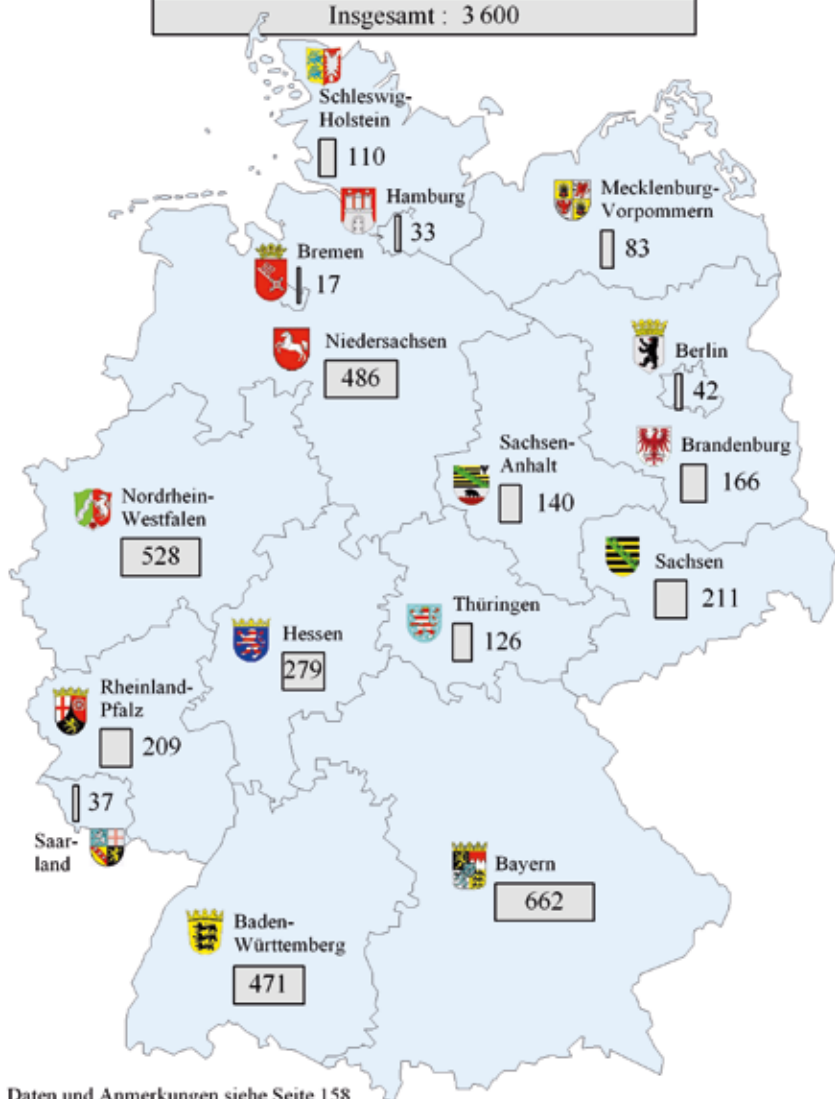 Insgesamt : 3 600
Schleswig-
Holstein
110
Hamburg
33
Mecklenburg-
Vorpommern
83
Bremen
17
Niedersachsen
486
Berlin
42
Brandenburg
166
Sachsen-
Anhalt
140
Nordrhein-
Westfalen
528
Sachsen
211
Thüringen
126
Hessen
279
Rheinland-
Pfalz
209
37
Saar-
land
Bayern
662
Baden-
Württemberg
471
Daten und Anmerkungen siehe Seite 158